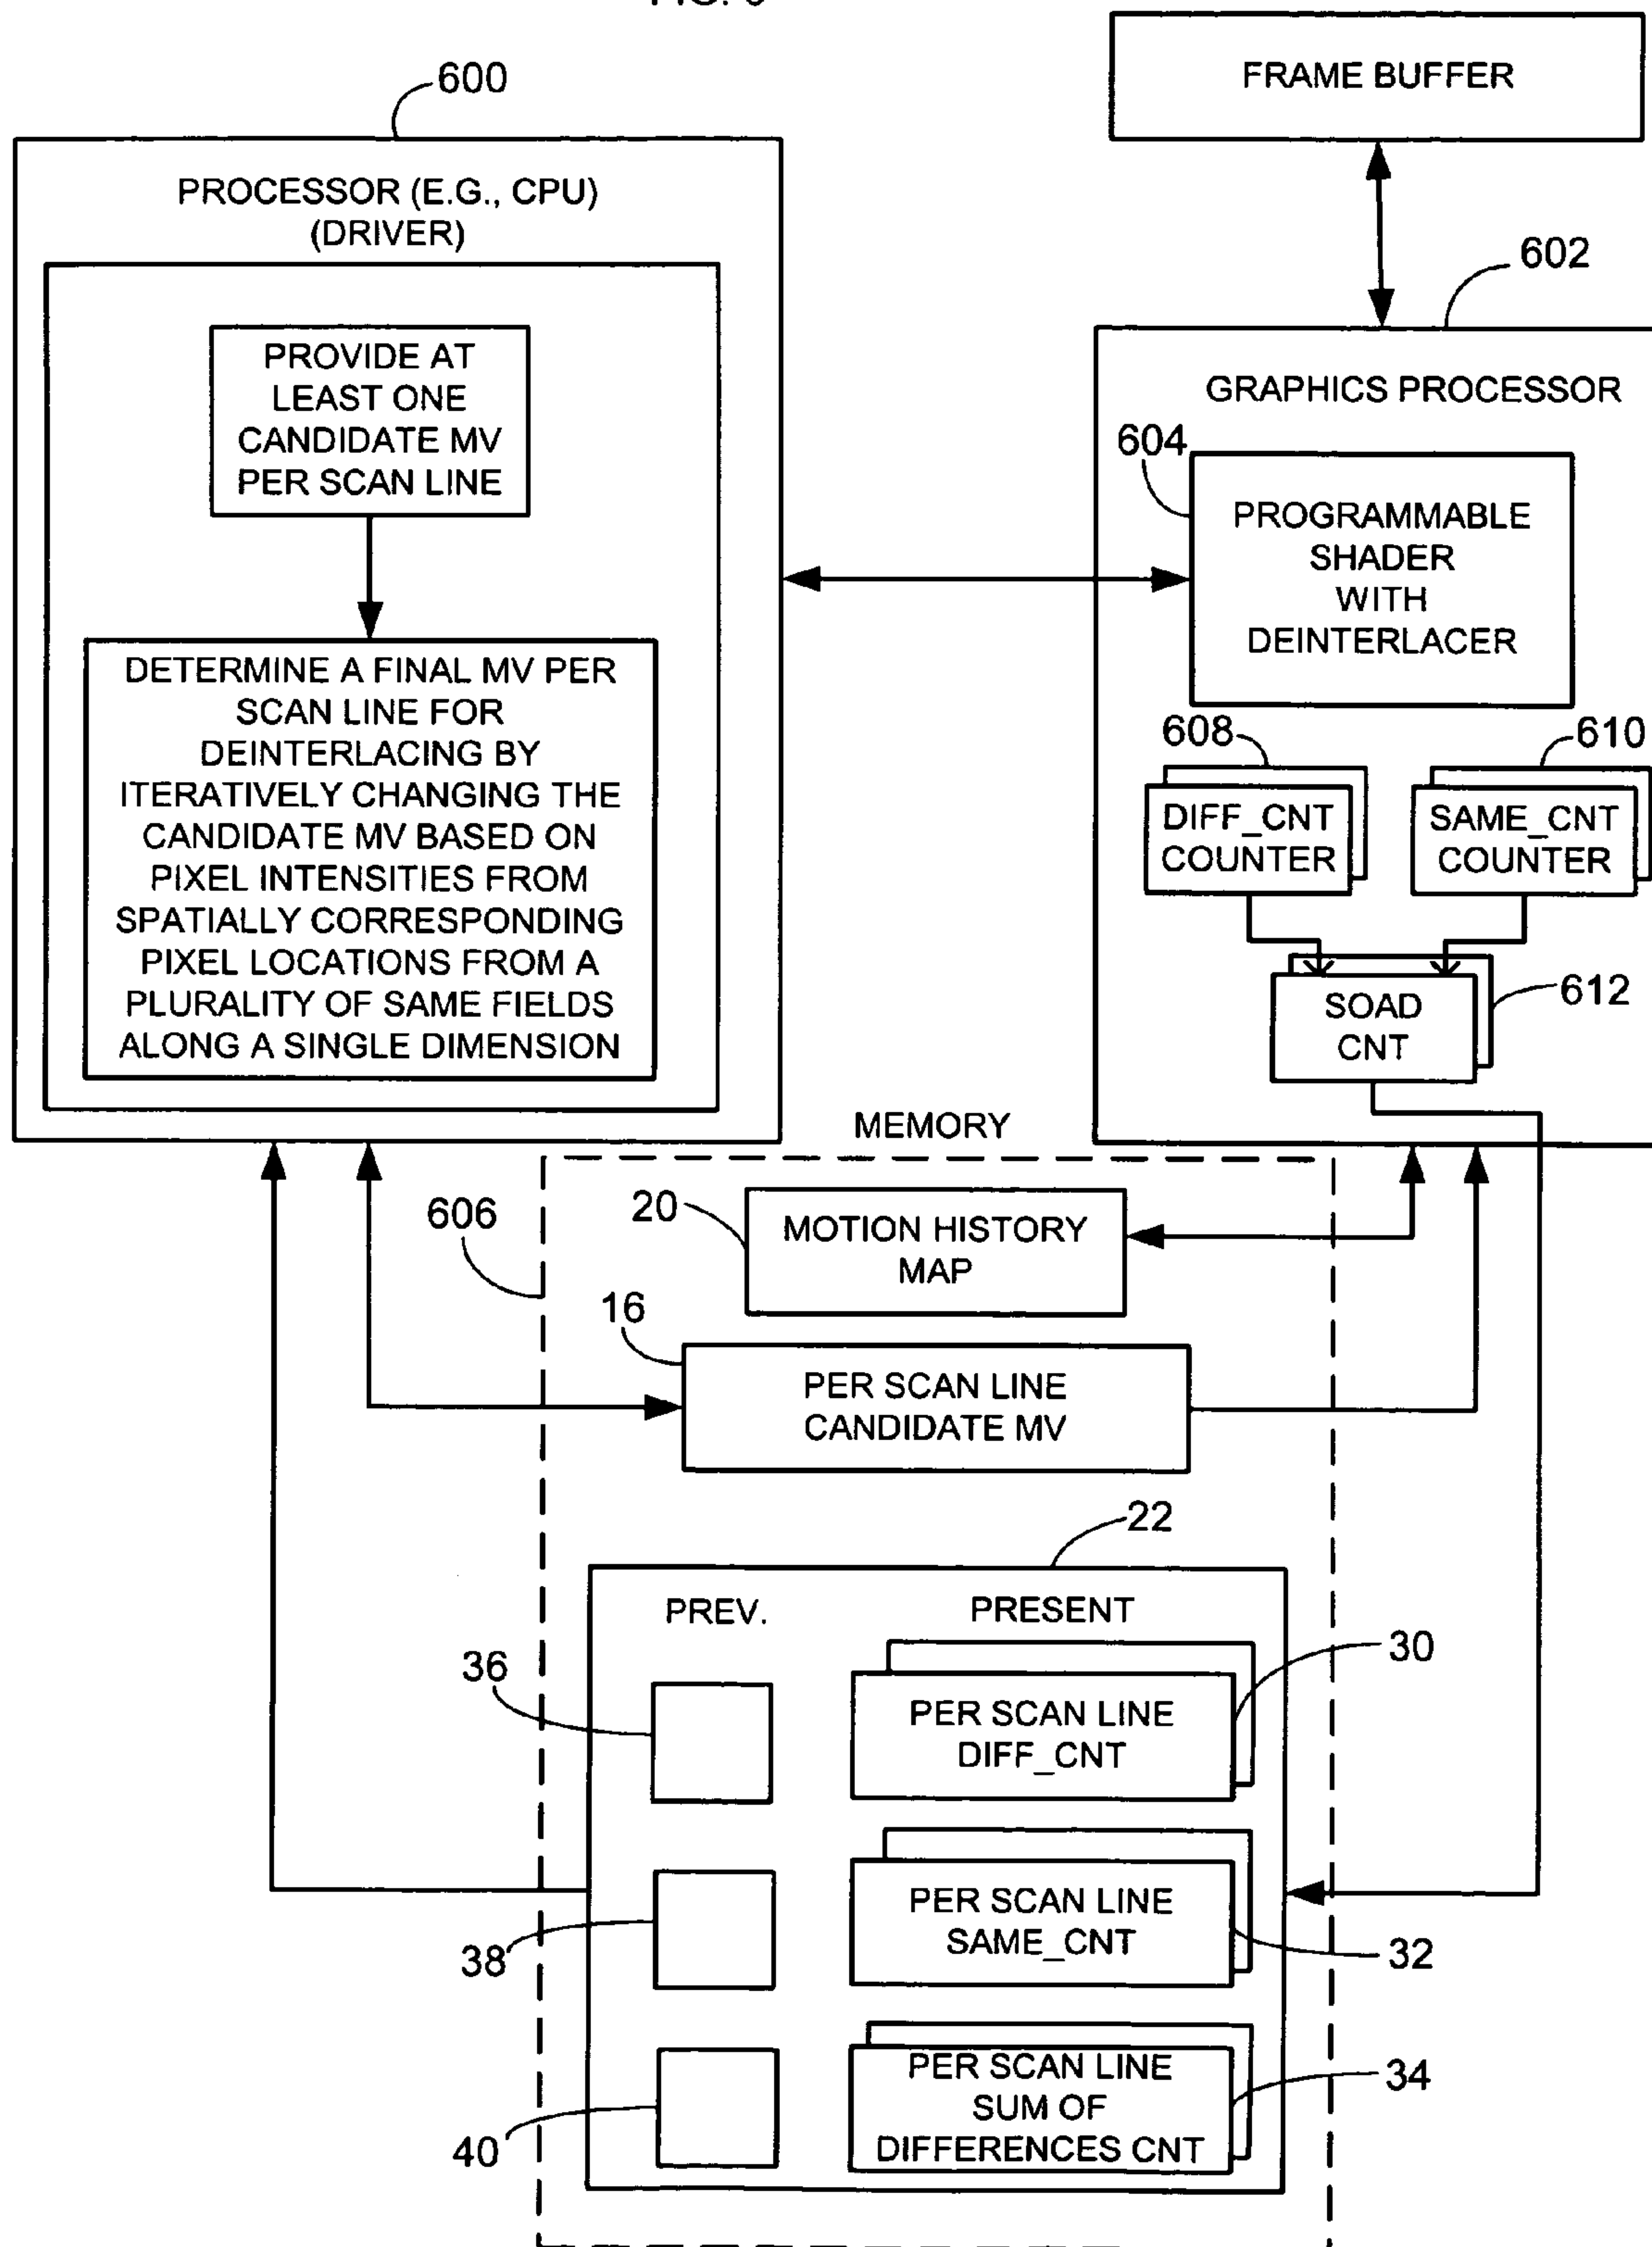 FRAME BUFFER
600
PROCESSOR (E.G., CPU)
(DRIVER)
602
PROVIDE AT
LEAST ONE
CANDIDATE MV
PER SCAN LINE
GRAPHICS PROCESSOR
604
PROGRAMMABLE
SHADER
WITH
DEINTERLACER
DETERMINE A FINAL MV PER
SCAN LINE FOR
DEINTERLACING BY
ITERATIVELY CHANGING THE
CANDIDATE MV BASED ON
PIXEL INTENSITIES FROM
SPATIALLY CORRESPONDING
PIXEL LOCATIONS FROM A
PLURALITY OF SAME FIELDS
ALONG A SINGLE DIMENSION
608
610
DIFF_CNT
COUNTER
SAME_CNT
COUNTER
SOAD
CNT
612
MEMORY
606
20
MOTION HISTORY
MAP
16
PER SCAN LINE
CANDIDATE MV
22
PREV.
PRESENT
36
30
PER SCAN LINE
DIFF_CNT
38
PER SCAN LINE
SAME_CNT
32
40
PER SCAN LINE
SUM OF
DIFFERENCES CNT
34